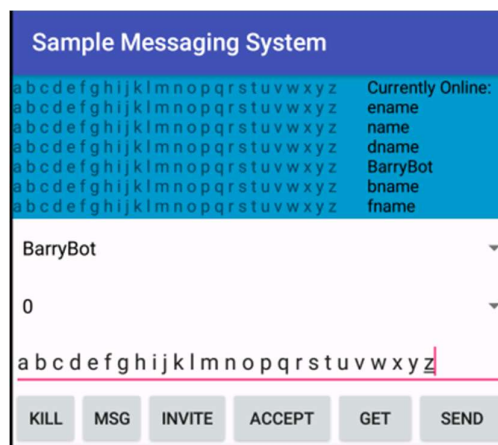 Sample Messaging System
a b c d e f g h i j k l m n o p q r s t u v w x y z
a b c d e f g h i j k l m n o p q r s t u v w x y z
a b c d e f g h i j k l m n o p q r s t u v w x y z
a b c d e f g h i j k l m n o p q r s t u v w x y z
a b c d e f g h i j k l m n o p q r s t u v w x y z
a b c d e f g h i j k l m n o p q r s t u v w x y z
a b c d e f g h i j k l m n o p q r s t u v w x y z
Currently Online:
ename
name
dname
BarryBot
bname
fname
BarryBot
0
a b c d e f g h i j k l m n o p q r s t u v w x y z
KILL MSG INVITE ACCEPT GET SEND